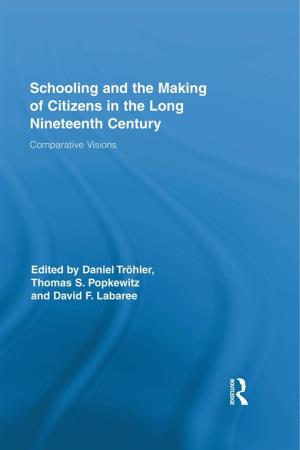 Schooling and the Making
of Citizens in the Long
Nineteenth Century
Comparative Visions
Edited by Daniel Tröhler,
Thomas S. Popkewitz
and David F. Labaree
ROUTLEDGE